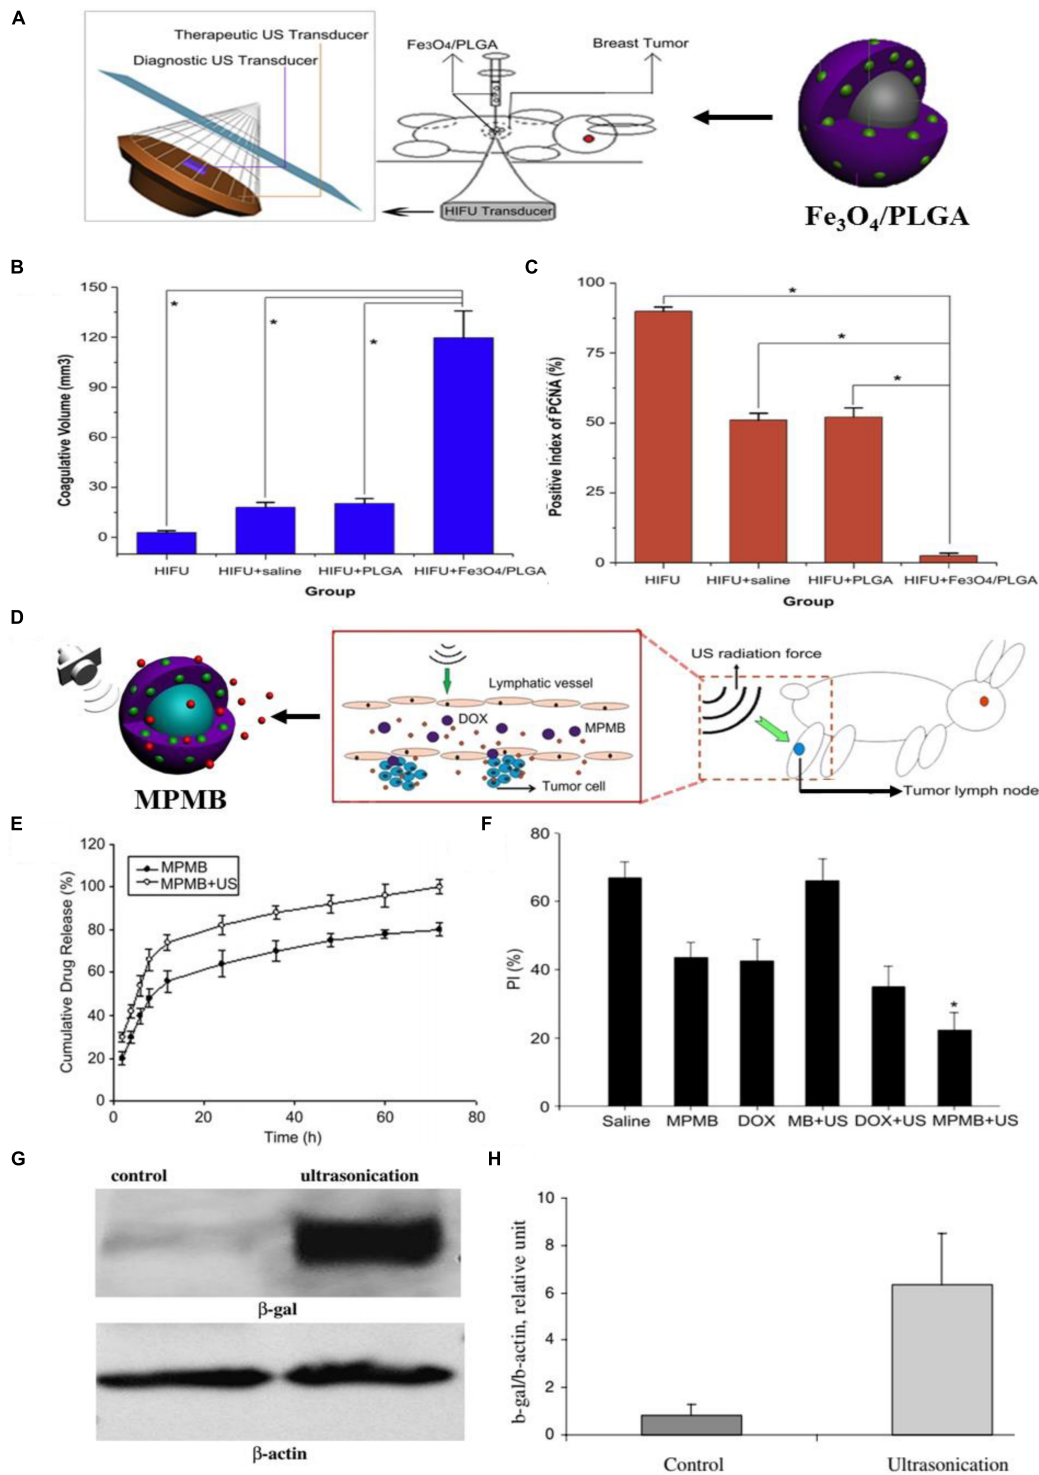 A
Therapeutic US Transducer
Diagnostic US Transducer
Fe3O4/PLGA
Breast Tumor
HIFU Transducer
Fe3O4/PLGA
B
Coagulative Volume (mm3)
150
120
90
60
30
0
*
*
*
HIFU
HIFU+saline
HIFU+PLGA
HIFU+Fe3O4/PLGA
Group
C
Positive Index of PCNA (%)
100
75
50
25
0
*
*
*
HIFU
HIFU+saline
HIFU+PLGA
HIFU+Fe3O4/PLGA
Group
D
MPMB
Lymphatic vessel
DOX
MPMB
Tumor cell
US radiation force
Tumor lymph node
E
Cumulative Drug Release (%)
120
100
80
60
40
20
0
MPMB
MPMB+US
0
20
40
60
80
Time (h)
F
PI (%)
80
60
40
20
0
*
Saline
MPMB
DOX
MB+US
DOX+US
MPMB+US
G
control
ultrasonication
β-gal
β-actin
H
b-gal/b-actin, relative unit
10
8
6
4
2
0
Control
Ultrasonication